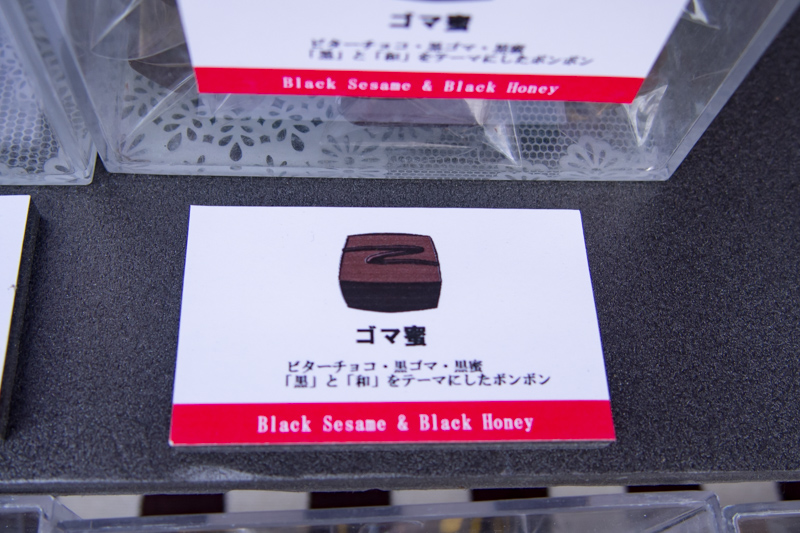 ゴマ蜜
ビターチョコ・黒ゴマ・黒蜜
「黒」と「和」をテーマにしたボンボン
Black Sesame & Black Honey
ゴマ蜜
ビターチョコ・黒ゴマ・黒蜜
「黒」と「和」をテーマにしたボンボン
Black Sesame & Black Honey